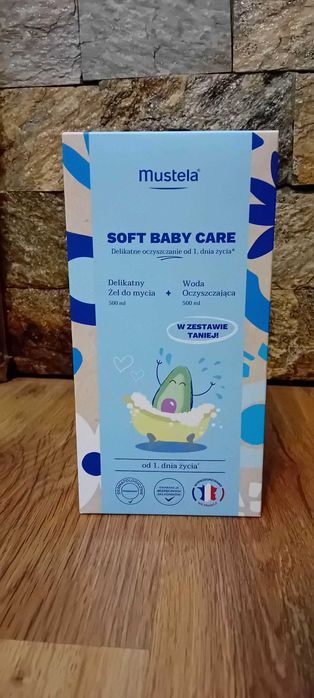 Mustela®
SOFT BABY CARE
Delikatne oczyszczanie od 1. dnia życia*
Delikatny
Żel do mycia
500 ml
+
Woda
Oczyszczająca
500 ml
W ZESTAWIE
TANIEJ!
od 1. dnia życia*